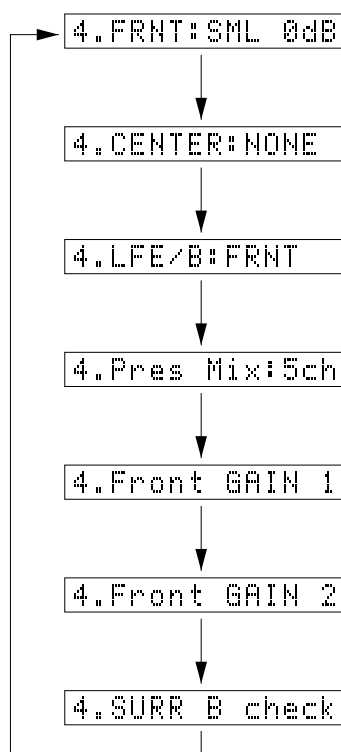 4.FRNT:SML 0dB
4.CENTER:NONE
4.LFE/B:FRNT
4.Pres Mix:5ch
4.Front GAIN 1
4.Front GAIN 2
4.SURR B check